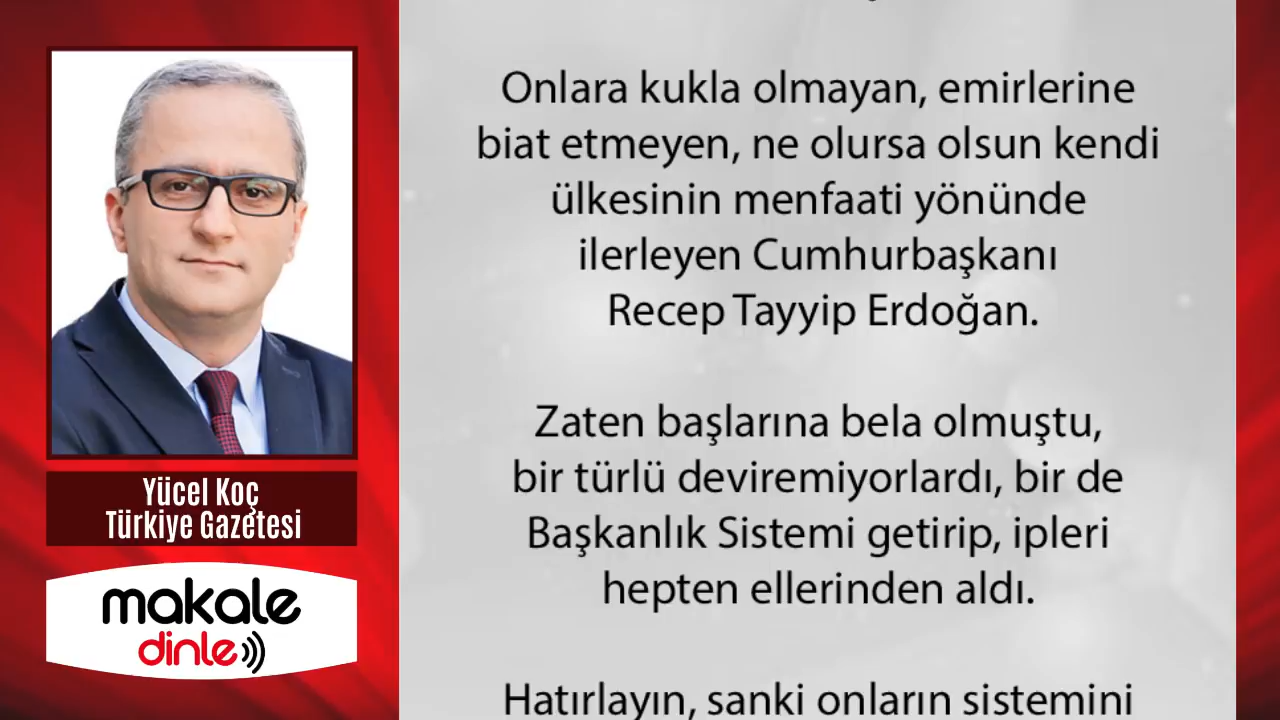 Onlara kukla olmayan, emirlerine
biat etmeyen, ne olursa olsun kendi
ülkesinin menfaati yönünde
ilerleyen Cumhurbaşkanı
Recep Tayyip Erdoğan.
Zaten başlarına bela olmuştu,
bir türlü deviremiyorlardı, bir de
Başkanlık Sistemi getirip, ipleri
hepten ellerinden aldı.
Hatırlayın, sanki onların sistemini
Yücel Koç
Türkiye Gazetesi
makale
dinle